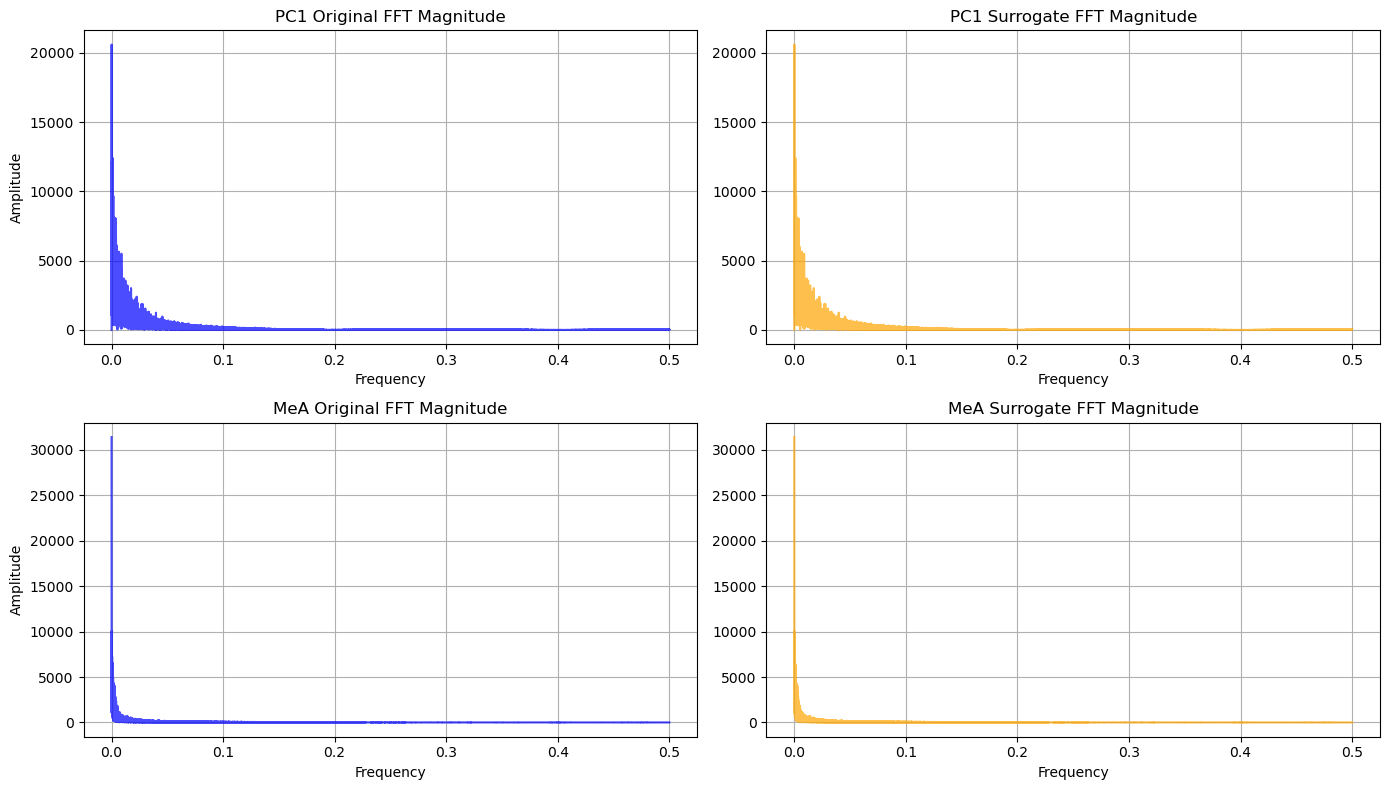 PC1 Original FFT Magnitude
20000
15000
10000
5000
0
Amplitude
0.0 0.1 0.2 0.3 0.4 0.5
Frequency
PC1 Surrogate FFT Magnitude
20000
15000
10000
5000
0
0.0 0.1 0.2 0.3 0.4 0.5
Frequency
MeA Original FFT Magnitude
30000
25000
20000
15000
10000
5000
0
Amplitude
0.0 0.1 0.2 0.3 0.4 0.5
Frequency
MeA Surrogate FFT Magnitude
30000
25000
20000
15000
10000
5000
0
0.0 0.1 0.2 0.3 0.4 0.5
Frequency